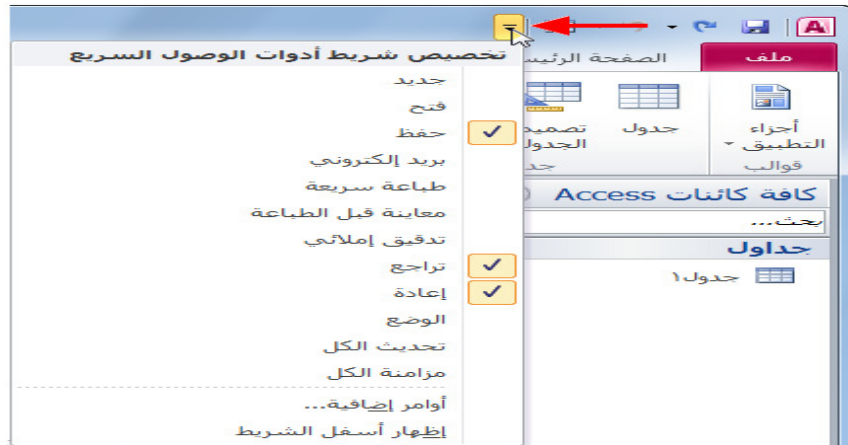 ملف
الصفحة الرئيس
أجزاء
التطبيق
قوالب
جدول
تصميم
الجدول
جد
كافة كائنات Access
بحث...
جداول
جدول١
تخصيص شريط أدوات الوصول السريع
جديد
فتح
حفظ
بريد إلكتروني
طباعة سريعة
معاينة قبل الطباعة
تدقيق إملائي
تراجع
إعادة
الوضع
تحديث الكل
مزامنة الكل
أوامر إضافية...
إظهار أسفل الشريط